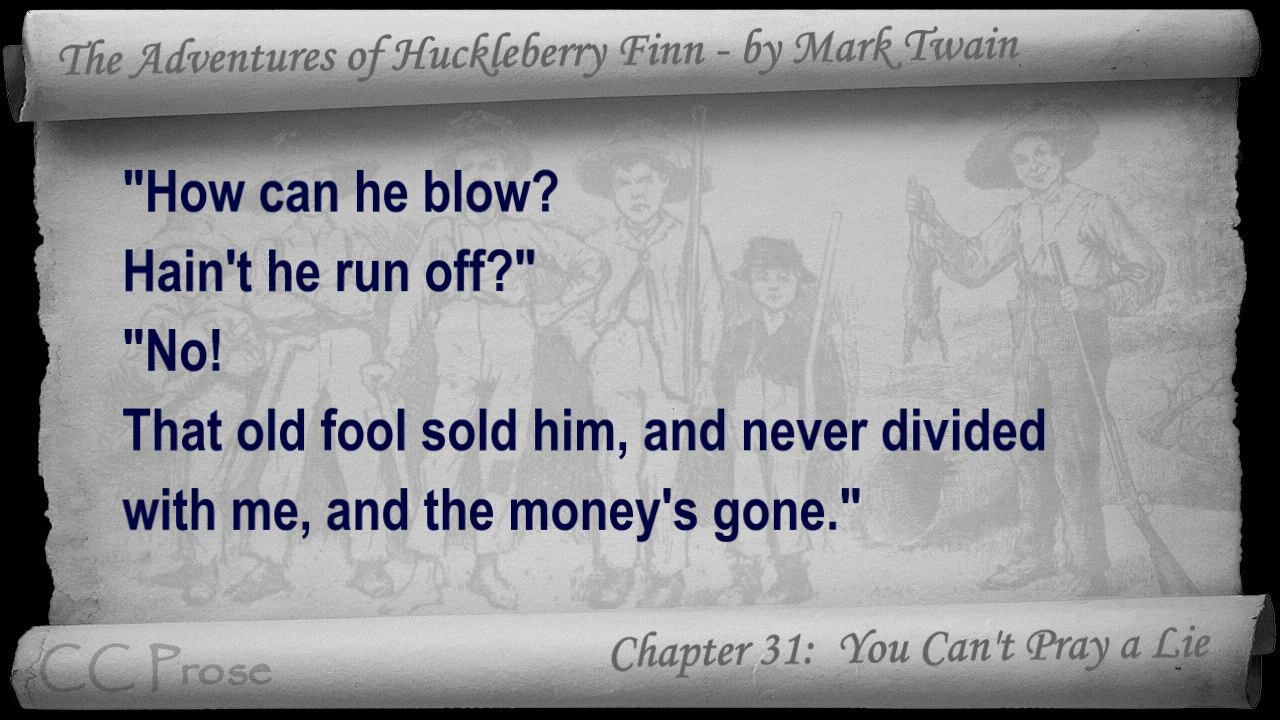 The Adventures of Huckleberry Finn - by Mark Twain
"How can he blow?
Hain't he run off?"
"No!
That old fool sold him, and never divided
with me, and the money's gone."
CC Prose
Chapter 31: You Can't Pray a Lie